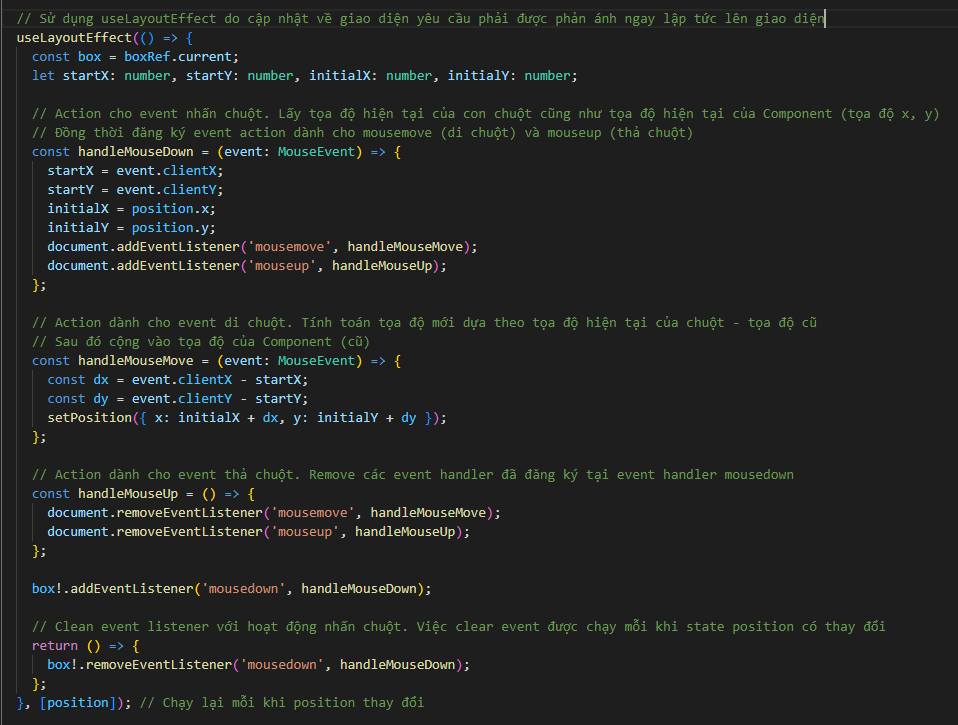 // Sử dụng useLayoutEffect do cập nhật về giao diện yêu cầu phải được phản ánh ngay lập tức lên giao diện
useLayoutEffect(() => {
  const box = boxRef.current;
  let startX: number, startY: number, initialX: number, initialY: number;

  // Action cho event nhấn chuột. Lấy tọa độ hiện tại của con chuột cũng như tọa độ hiện tại của Component (tọa độ x, y)
  // Đồng thời đăng ký event action dành cho mousemove (di chuột) và mouseup (thả chuột)
  const handleMouseDown = (event: MouseEvent) => {
    startX = event.clientX;
    startY = event.clientY;
    initialX = position.x;
    initialY = position.y;
    document.addEventListener('mousemove', handleMouseMove);
    document.addEventListener('mouseup', handleMouseUp);
  };

  // Action dành cho event di chuột. Tính toán tọa độ mới dựa theo tọa độ hiện tại của chuột - tọa độ cũ
  // Sau đó cộng vào tọa độ của Component (cũ)
  const handleMouseMove = (event: MouseEvent) => {
    const dx = event.clientX - startX;
    const dy = event.clientY - startY;
    setPosition({ x: initialX + dx, y: initialY + dy });
  };

  // Action dành cho event thả chuột. Remove các event handler đã đăng ký tại event handler mousedown
  const handleMouseUp = () => {
    document.removeEventListener('mousemove', handleMouseMove);
    document.removeEventListener('mouseup', handleMouseUp);
  };

  box!.addEventListener('mousedown', handleMouseDown);

  // Clean event listener với hoạt động nhấn chuột. Việc clear event được chạy mỗi khi state position có thay đổi
  return () => {
    box!.removeEventListener('mousedown', handleMouseDown);
  };
}, [position]); // Chạy lại mỗi khi position thay đổi